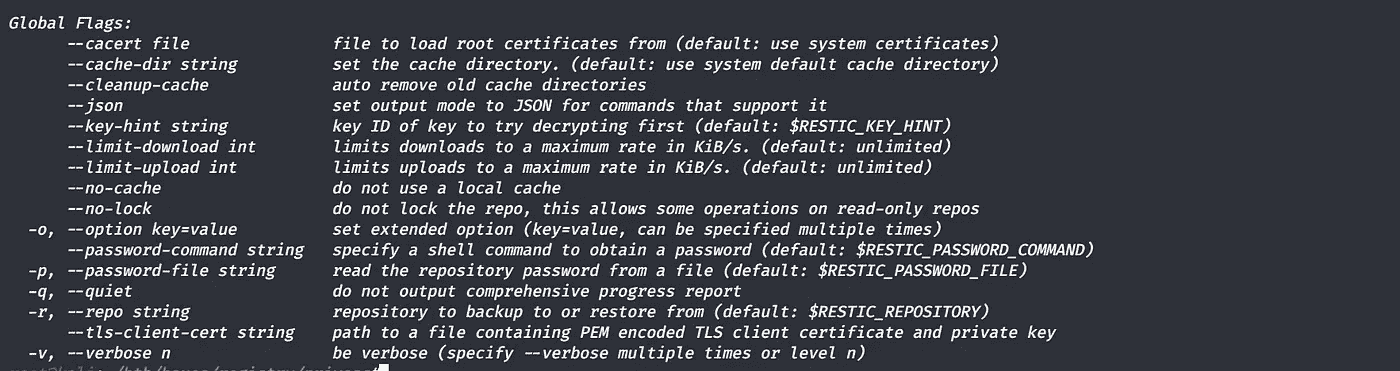 Global Flags:
--cacert file file to load root certificates from (default: use system certificates)
--cache-dir string set the cache directory. (default: use system default cache directory)
--cleanup-cache auto remove old cache directories
--json set output mode to JSON for commands that support it
--key-hint string key ID of key to try decrypting first (default: $RESTIC_KEY_HINT)
--limit-download int limits downloads to a maximum rate in KiB/s. (default: unlimited)
--limit-upload int limits uploads to a maximum rate in KiB/s. (default: unlimited)
--no-cache do not use a local cache
--no-lock do not lock the repo, this allows some operations on read-only repos
-o, --option key=value set extended option (key=value, can be specified multiple times)
--password-command string specify a shell command to obtain a password (default: $RESTIC_PASSWORD_COMMAND)
-p, --password-file string read the repository password from a file (default: $RESTIC_PASSWORD_FILE)
-q, --quiet do not output comprehensive progress report
-r, --repo string repository to backup to or restore from (default: $RESTIC_REPOSITORY)
--tls-client-cert string path to a file containing PEM encoded TLS client certificate and private key
-v, --verbose n be verbose (specify --verbose multiple times or level n)